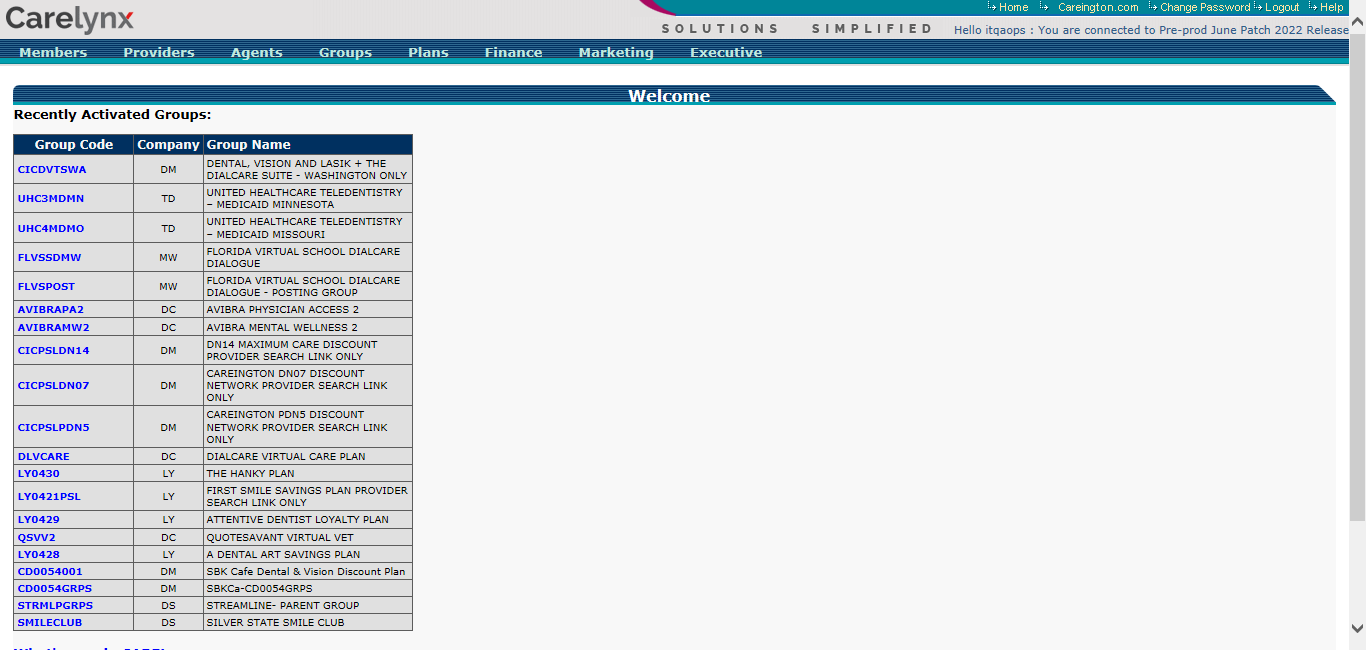 Carelynx
Home Careington.com Change Password Logout Help
SOLUTIONS SIMPLIFIED
Hello itqaops : You are connected to Pre-prod June Patch 2022 Release
Members Providers Agents Groups Plans Finance Marketing Executive
Welcome
Recently Activated Groups:
Group Code Company Group Name
CICDVTSWA DM DENTAL, VISION AND LASIK + THE
DIALCARE SUITE - WASHINGTON ONLY
UHC3MDMN TD UNITED HEALTHCARE TELEDENTISTRY
– MEDICAID MINNESOTA
UHC4MDMO TD UNITED HEALTHCARE TELEDENTISTRY
– MEDICAID MISSOURI
FLVSSDMW MW FLORIDA VIRTUAL SCHOOL DIALCARE
DIALOGUE
FLVSPOST MW FLORIDA VIRTUAL SCHOOL DIALCARE
DIALOGUE - POSTING GROUP
AVIBRAPA2 DC AVIBRA PHYSICIAN ACCESS 2
AVIBRAMW2 DC AVIBRA MENTAL WELLNESS 2
CICPSLDN14 DM DN14 MAXIMUM CARE DISCOUNT
PROVIDER SEARCH LINK ONLY
CICPSLDN07 DM CAREINGTON DN07 DISCOUNT
NETWORK PROVIDER SEARCH LINK
ONLY
CICPSLPDN5 DM CAREINGTON PDN5 DISCOUNT
NETWORK PROVIDER SEARCH LINK
ONLY
DLVCARE DC DIALCARE VIRTUAL CARE PLAN
LY0430 LY THE HANKY PLAN
LY0421PSL LY FIRST SMILE SAVINGS PLAN PROVIDER
SEARCH LINK ONLY
LY0429 LY ATTENTIVE DENTIST LOYALTY PLAN
QSVV2 DC QUOTESAVANT VIRTUAL VET
LY0428 LY A DENTAL ART SAVINGS PLAN
CD0054001 DM SBK Cafe Dental & Vision Discount Plan
CD0054GRPS DM SBKCa-CD0054GRPS
STRMLPGRPS DS STREAMLINE- PARENT GROUP
SMILECLUB DS SILVER STATE SMILE CLUB